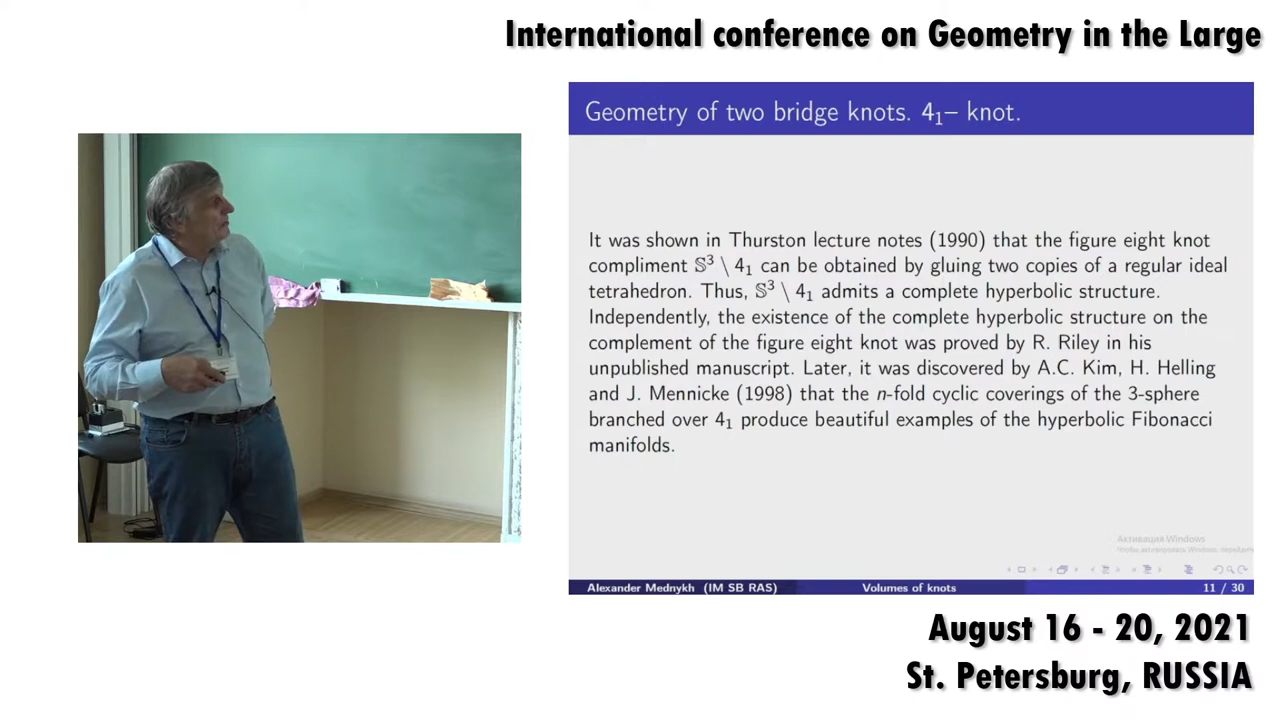 International conference on Geometry in the Large
Geometry of two bridge knots. 4₁– knot.
It was shown in Thurston lecture notes (1990) that the figure eight knot
compliment 𝕊³ \ 4₁ can be obtained by gluing two copies of a regular ideal
tetrahedron. Thus, 𝕊³ \ 4₁ admits a complete hyperbolic structure.
Independently, the existence of the complete hyperbolic structure on the
complement of the figure eight knot was proved by R. Riley in his
unpublished manuscript. Later, it was discovered by A.C. Kim, H. Helling
and J. Mennicke (1998) that the n-fold cyclic coverings of the 3-sphere
branched over 4₁ produce beautiful examples of the hyperbolic Fibonacci
manifolds.
Активация Windows
Чтобы активировать Windows, перейдите
Alexander Mednykh (IM SB RAS)
Volumes of knots
11 / 30
August 16 - 20, 2021
St. Petersburg, RUSSIA